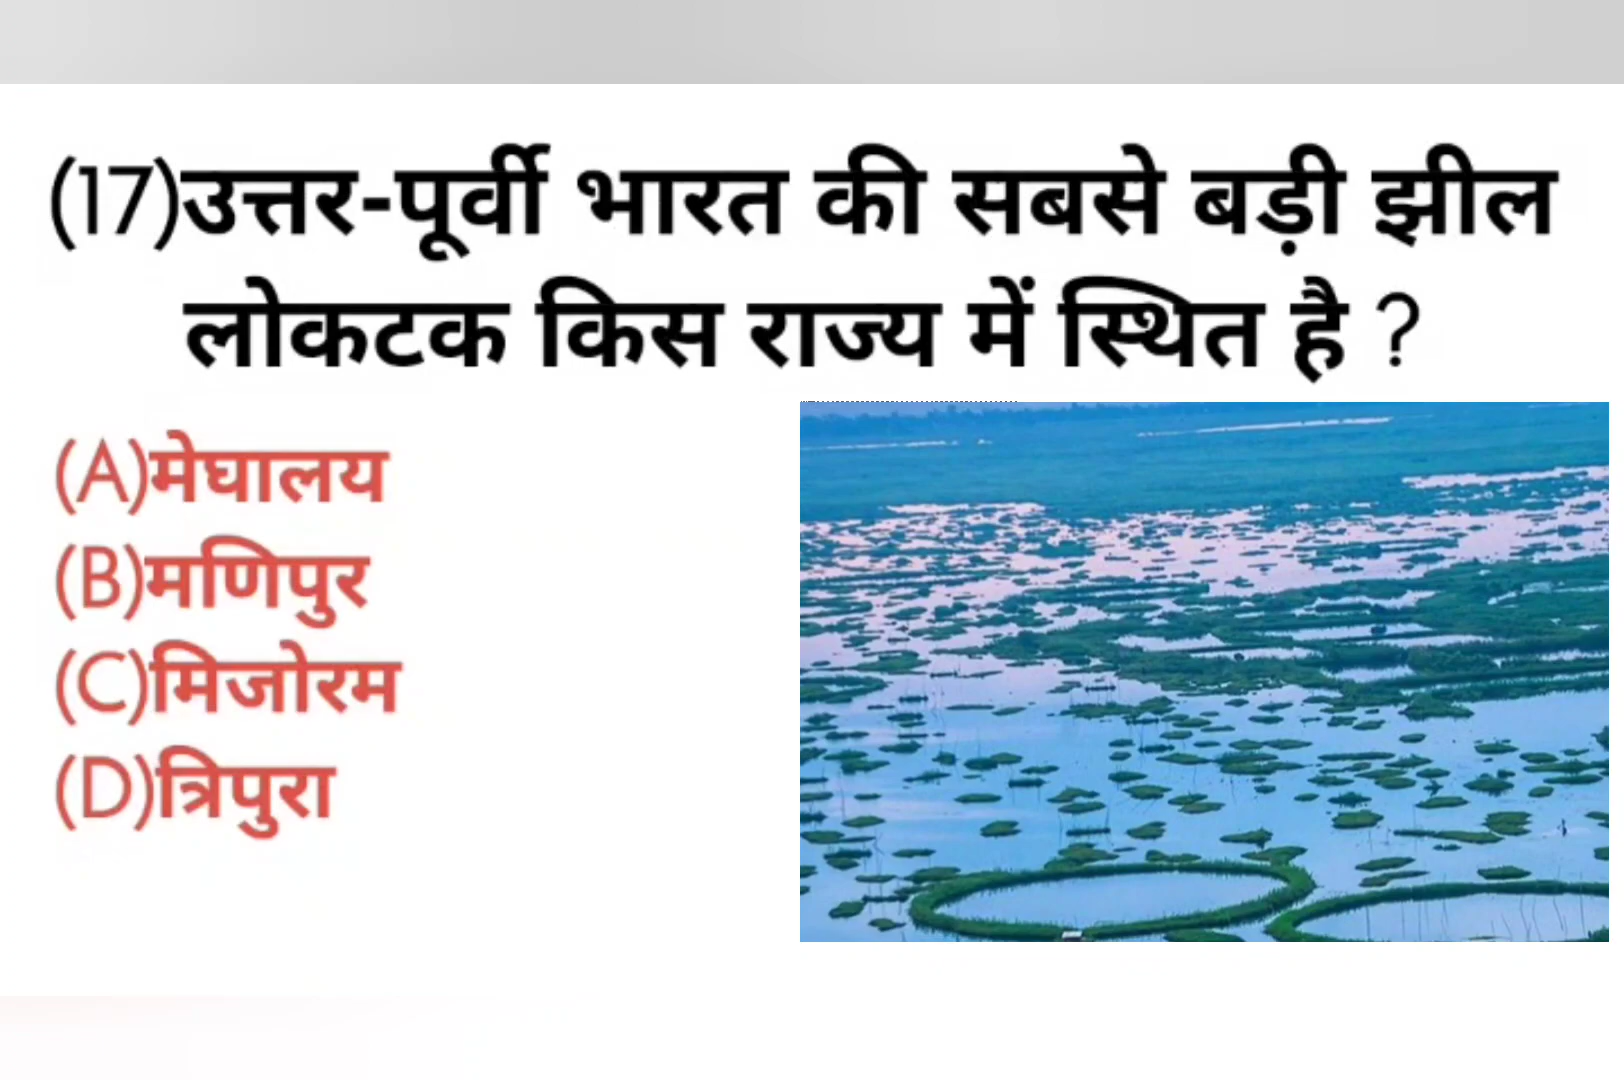 (17)उत्तर-पूर्वी भारत की सबसे बड़ी झील
लोकटक किस राज्य में स्थित है ?
(A)मेघालय
(B)मणिपुर
(C)मिजोरम
(D)त्रिपुरा